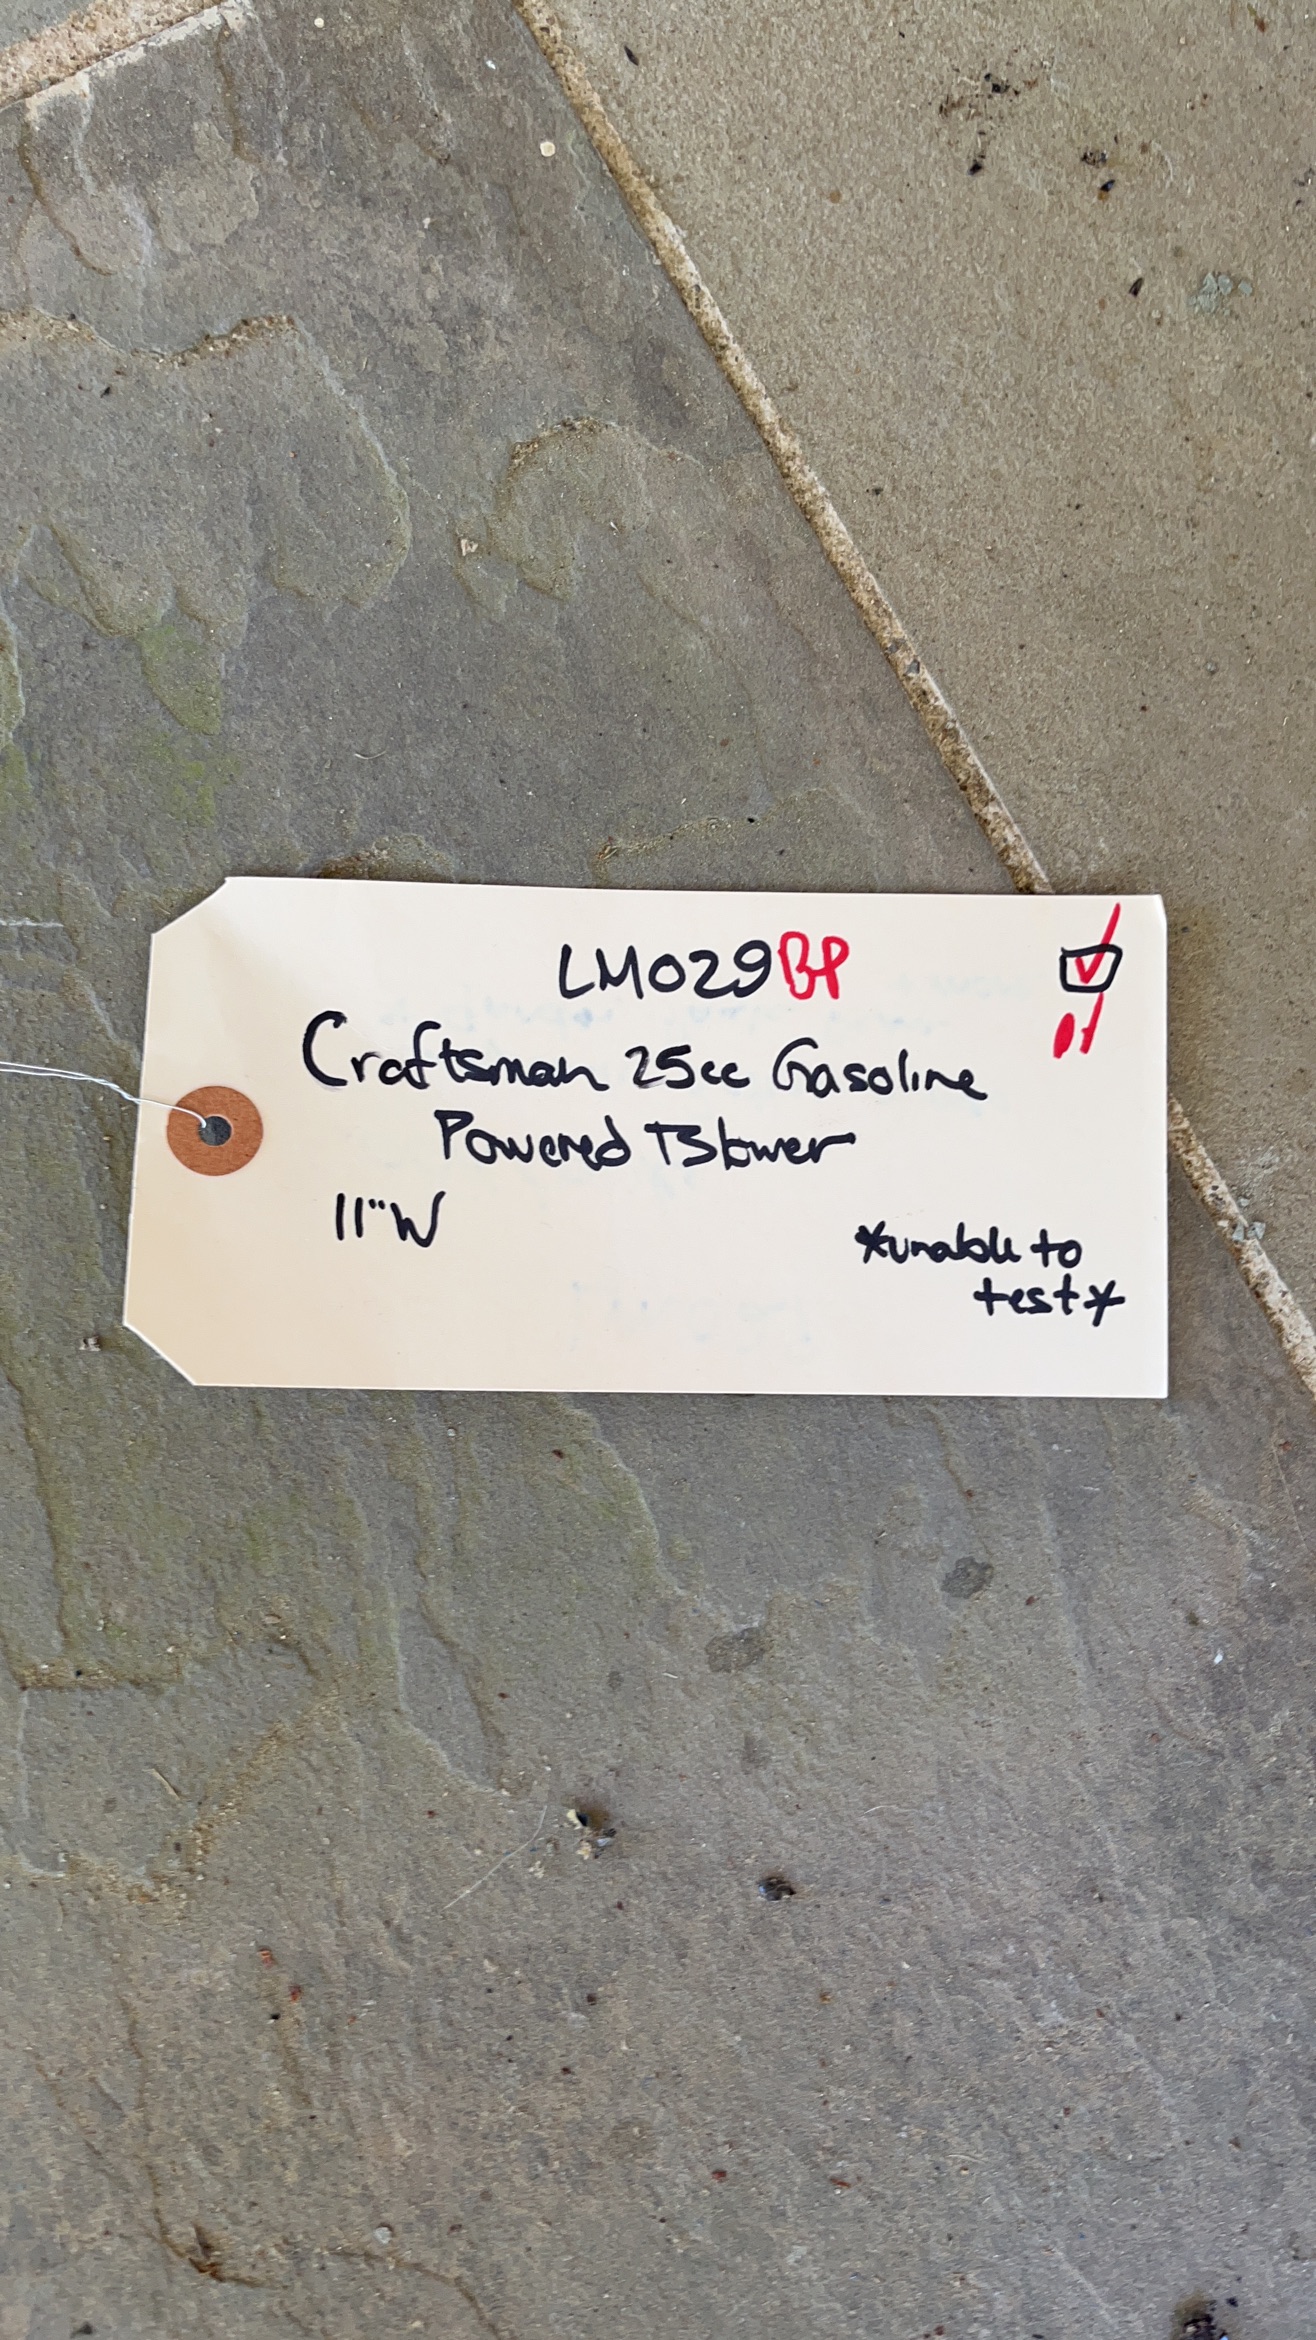 LM029BP
Craftsman 25cc Gasoline
Powered Blower
11"W
*unable to
test*